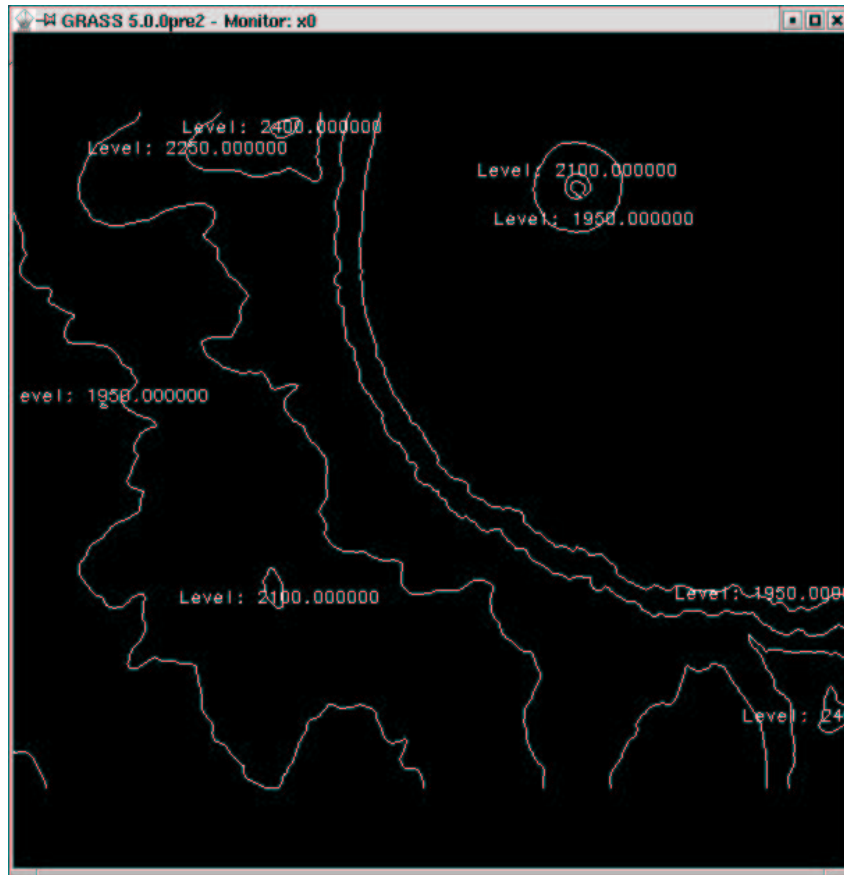 GRASS 5.0.0pre2 - Monitor: x0
Level: 2400.000000
Level: 2250.000000
Level: 2100.000000
Level: 1950.000000
evel: 1950.000000
Level: 1950.000
Level: 2100.000000
Level: 24